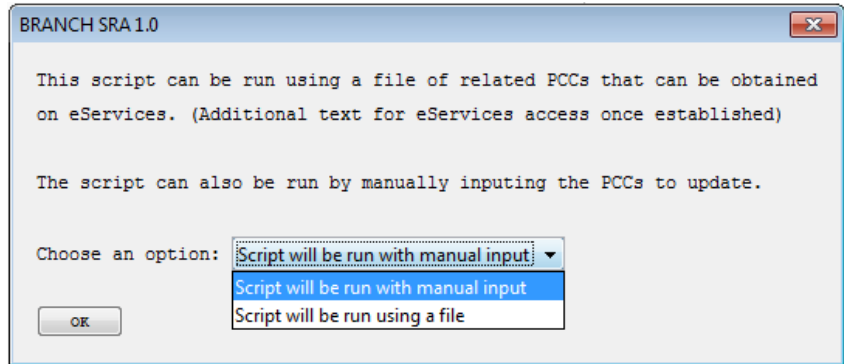 BRANCH SRA 1.0
This script can be run using a file of related PCCs that can be obtained
on eServices. (Additional text for eServices access once established)
The script can also be run by manually inputing the PCCs to update.
Choose an option: Script will be run with manual input
Script will be run with manual input
Script will be run using a file
OK